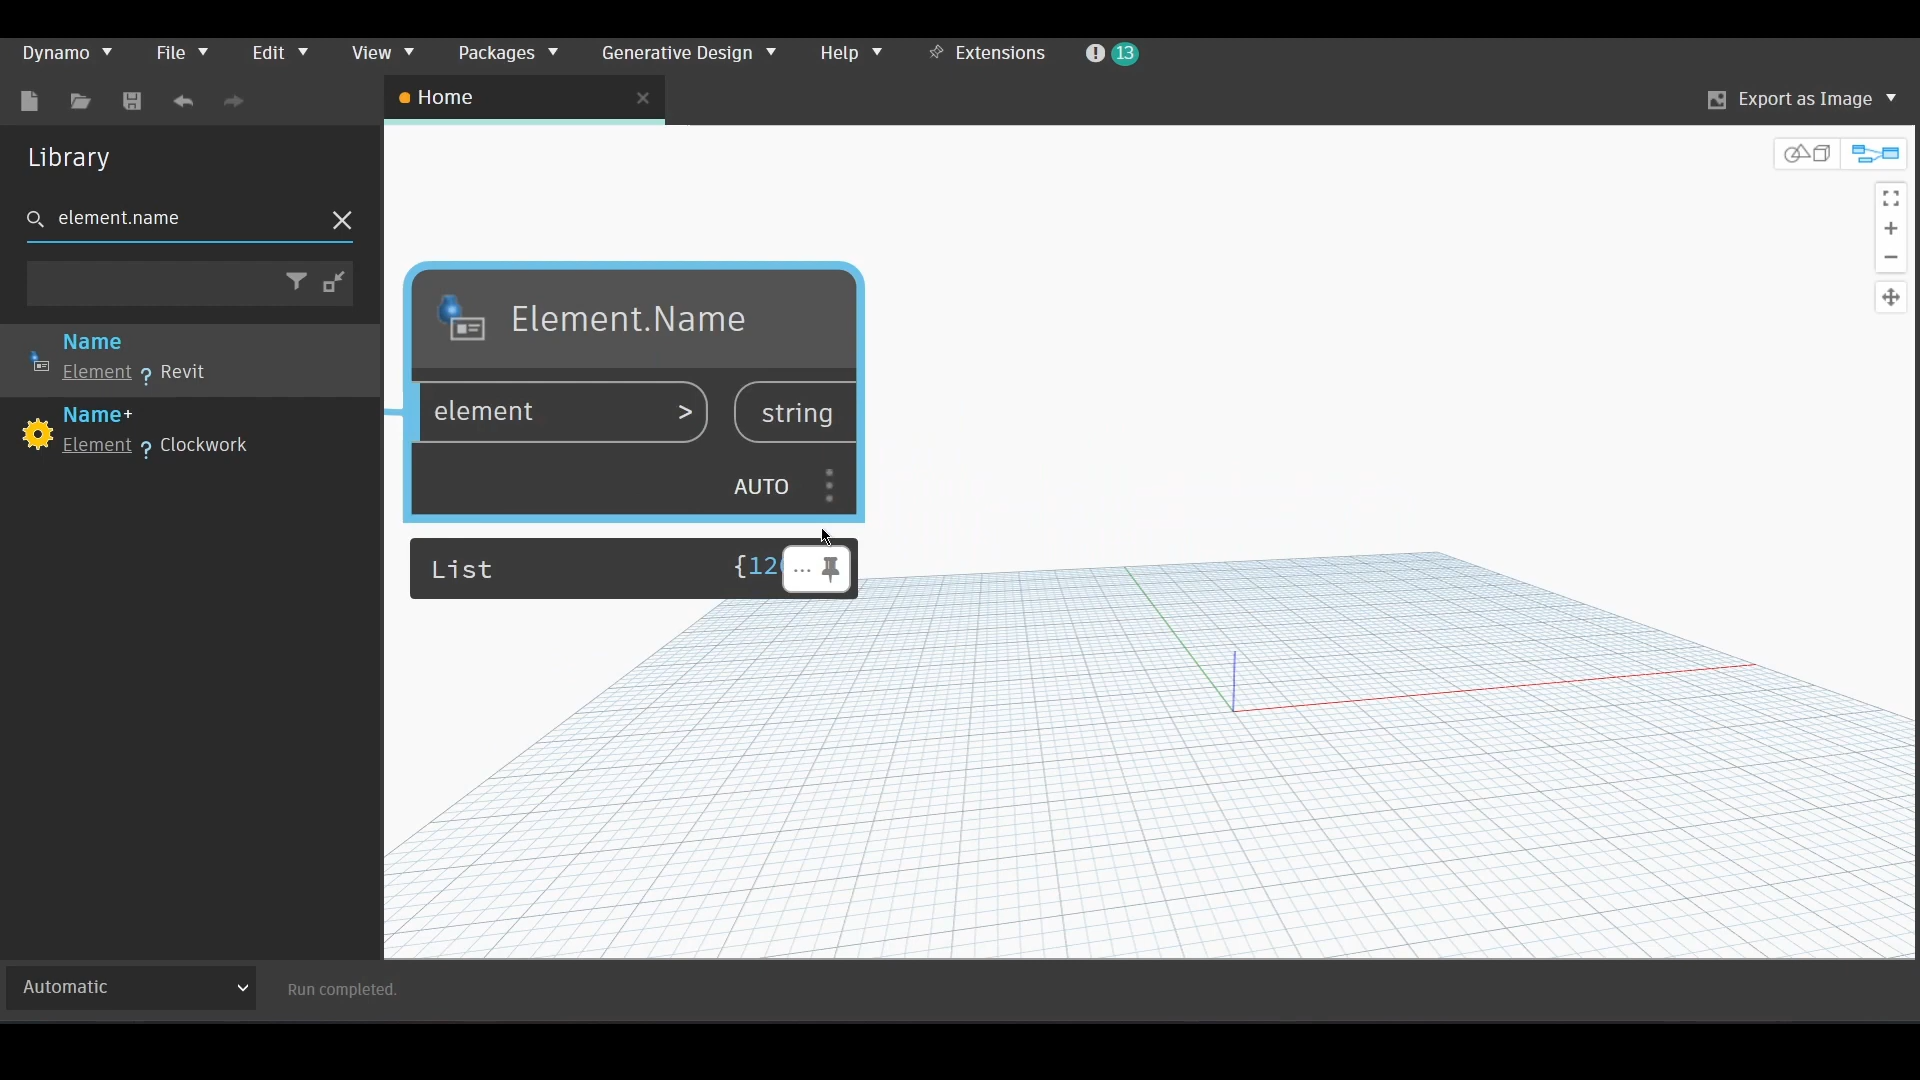 Dynamo File Edit View Packages Generative Design Help Extensions ! 13
Home
Export as Image
Library
element.name
Name
Element ? Revit
Name+
Element ? Clockwork
Element.Name
element > string
AUTO
List {12
Automatic
Run completed.